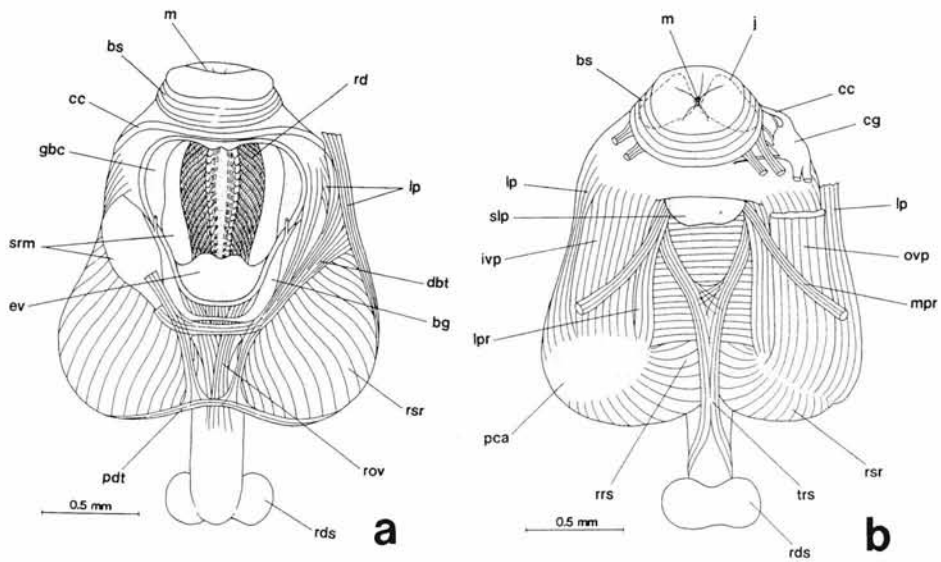 m
bs
rd
cc
gbc
lp
srm
ev
dbt
bg
rsr
rov
pdt
rds
0.5 mm
a
m
j
bs
cc
cg
lp
lp
slp
ivp
ovp
mpr
lpr
pca
rsr
rrs
trs
rds
0.5 mm
b